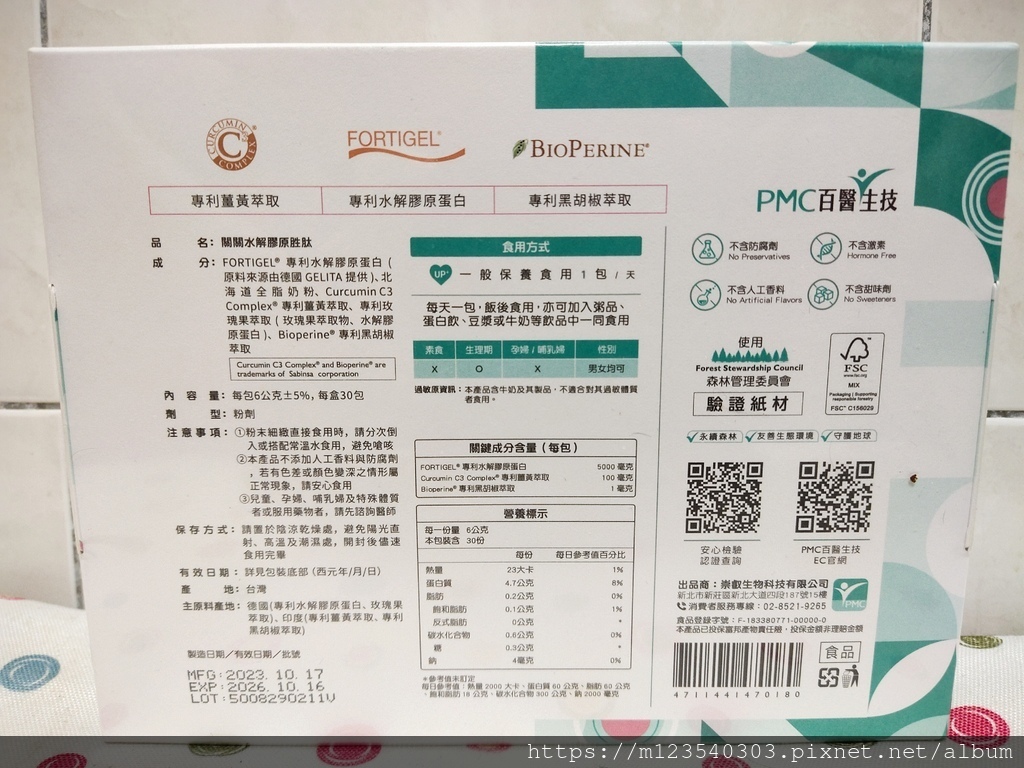 CURCUMIN C COMPLEX
FORTIGEL®
BIOPERINE®
專利薑黃萃取
專利水解膠原蛋白
專利黑胡椒萃取
PMC百醫生技
品 名：關關水解膠原胜肽
成 分：FORTIGEL® 專利水解膠原蛋白（
原料來源由德國 GELITA 提供）、北
海道全脂奶粉、Curcumin C3
Complex® 專利薑黃萃取、專利玫
瑰果萃取（玫瑰果萃取物、水解膠
原蛋白）、Bioperine® 專利黑胡椒
萃取
Curcumin C3 Complex® and Bioperine® are
trademarks of Sabinsa corporation
內 容 量：每包6公克±5%，每盒30包
劑 型：粉劑
注意事項：①粉末細緻直接食用時，請分次倒
入或搭配常溫水食用，避免嗆咳
②本產品不添加人工香料與防腐劑
，若有色差或顏色變深之情形屬
正常現象，請安心食用
③兒童、孕婦、哺乳婦及特殊體質
者或服用藥物者，請先諮詢醫師
保存方式：請置於陰涼乾燥處，避免陽光直
射、高溫及潮濕處，開封後儘速
食用完畢
有效日期：詳見包裝底部（西元年/月/日）
產 地：台灣
主原料產地：德國（專利水解膠原蛋白、玫瑰果
萃取）、印度（專利薑黃萃取、專利
黑胡椒萃取）
製造日期／有效日期／批號
MFG:2023. 10. 17
EXP:2026. 10. 16
LOT:5008290211V
食用方式
UP+ 一般保養食用1包/天
每天一包，飯後食用，亦可加入粥品、
蛋白飲、豆漿或牛奶等飲品中一同食用
素食 生理期 孕婦/哺乳婦 性別
X O X 男女均可
過敏原資訊：本產品含牛奶及其製品，不適合對其過敏體質
者食用。
關鍵成分含量（每包）
FORTIGEL® 專利水解膠原蛋白 5000 毫克
Curcumin C3 Complex® 專利薑黃萃取 100 毫克
Bioperine® 專利黑胡椒萃取 1 毫克
營養標示
每一份量 6公克
本包裝含 30份
每份 每日參考值百分比
熱量 23大卡 1%
蛋白質 4.7公克 8%
脂肪 0.2公克 0%
飽和脂肪 0.1公克 1%
反式脂肪 0公克 *
碳水化合物 0.6公克 0%
糖 0.3公克 *
鈉 4毫克 0%
*參考值未訂定
每日參考值：熱量 2000 大卡、蛋白質 60 公克、脂肪 60 公克
、飽和脂肪 18 公克、碳水化合物 300 公克、鈉 2000 毫克
不含防腐劑
No Preservatives
不含激素
Hormone Free
不含人工香料
No Artificial Flavors
不含甜味劑
No Sweeteners
使用
Forest Stewardship Council
森林管理委員會
驗證紙材
FSC
www.fsc.org
MIX
Packaging | Supporting
responsible forestry
FSC™ C156029
永續森林 友善生態環境 守護地球
安心檢驗
認證查詢
PMC百醫生技
EC官網
出品商：崇叡生物科技有限公司
新北市新莊區新北大道四段187號15樓
消費者服務專線：02-8521-9265
PMC
食品登錄字號：F-183380771-00000-0
本產品已投保富邦產物責任險，投保金額非理賠金額
食品
4711441470180
https://m123540303.pixnet.net/album